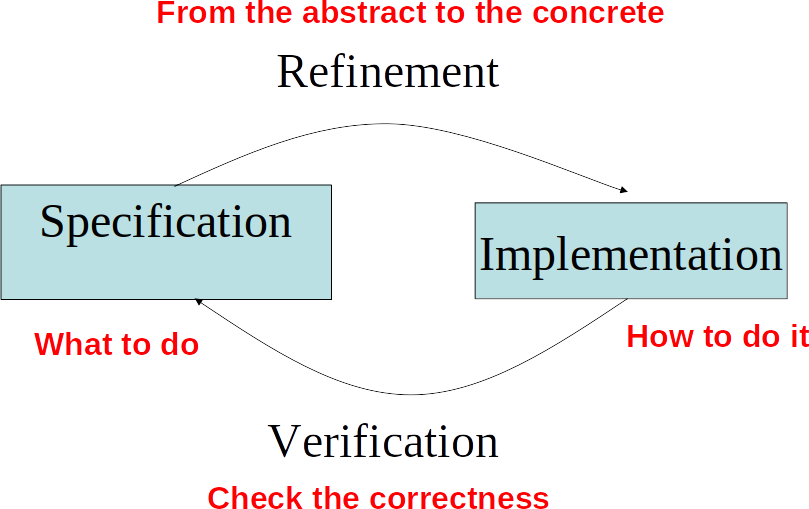 From the abstract to the concrete
Refinement
Specification
Implementation
What to do
How to do it
Verification
Check the correctness